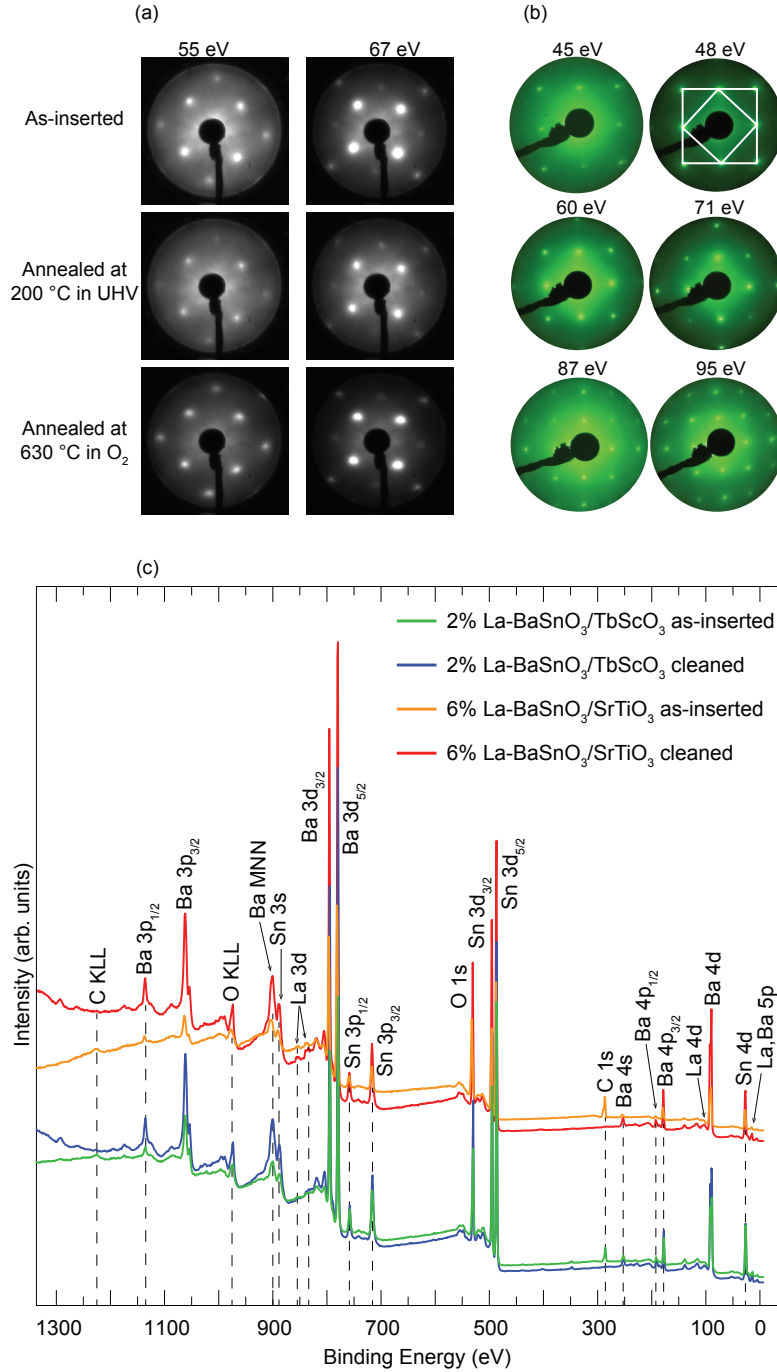 (a)
(b)
55 eV
67 eV
45 eV
48 eV
As-inserted
60 eV
71 eV
Annealed at
200 °C in UHV
87 eV
95 eV
Annealed at
630 °C in O₂
(c)
2% La-BaSnO₃/TbScO₃ as-inserted
2% La-BaSnO₃/TbScO₃ cleaned
6% La-BaSnO₃/SrTiO₃ as-inserted
6% La-BaSnO₃/SrTiO₃ cleaned
Intensity (arb. units)
C KLL
Ba 3p₁/₂
Ba 3p₃/₂
O KLL
Ba MNN
Sn 3s
La 3d
Ba 3d₃/₂
Ba 3d₅/₂
Sn 3p₁/₂
Sn 3p₃/₂
O 1s
Sn 3d₃/₂
Sn 3d₅/₂
C 1s
Ba 4s
Ba 4p₁/₂
Ba 4p₃/₂
La 4d
Ba 4d
Sn 4d
La,Ba 5p
1300 1100 900 700 500 300 100 0
Binding Energy (eV)